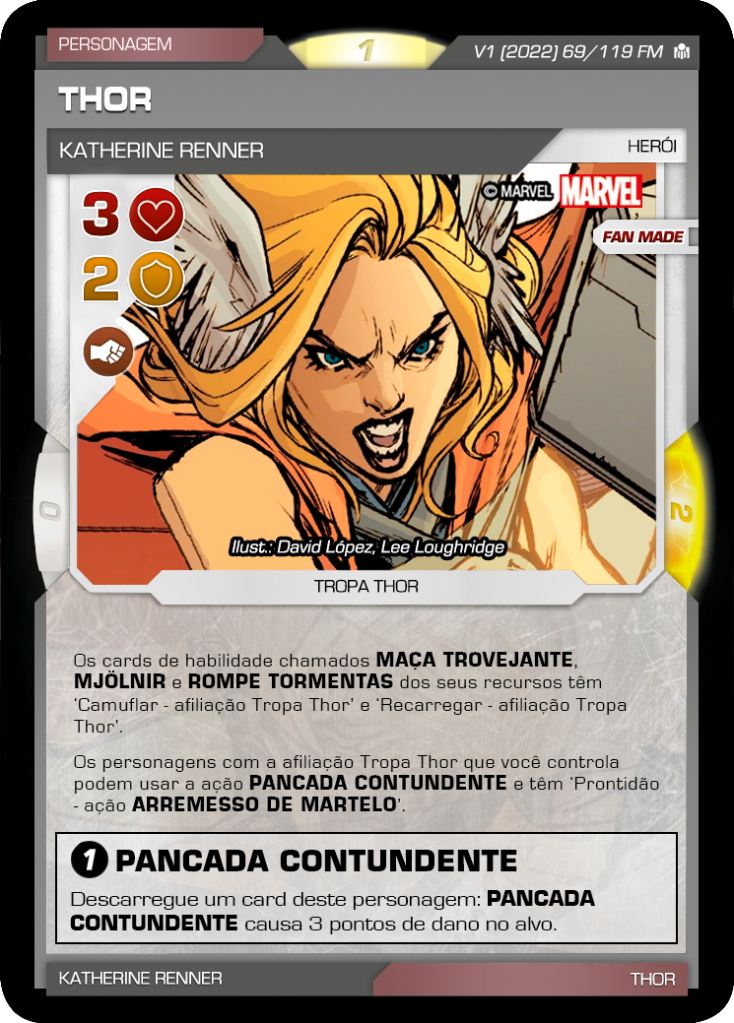 PERSONAGEM
1
V1 (2022) 69/119 FM
THOR
KATHERINE RENNER
HERÓI
3
© MARVEL MARVEL
FAN MADE
2
0
2
Ilust.: David López, Lee Loughridge
TROPA THOR
Os cards de habilidade chamados MAÇA TROVEJANTE,
MJÖLNIR e ROMPE TORMENTAS dos seus recursos têm
‘Camuflar - afiliação Tropa Thor’ e ‘Recarregar - afiliação Tropa
Thor’.
Os personagens com a afiliação Tropa Thor que você controla
podem usar a ação PANCADA CONTUNDENTE e têm ‘Prontidão
- ação ARREMESSO DE MARTELO’.
1 PANCADA CONTUNDENTE
Descarregue um card deste personagem: PANCADA
CONTUNDENTE causa 3 pontos de dano no alvo.
KATHERINE RENNER
THOR